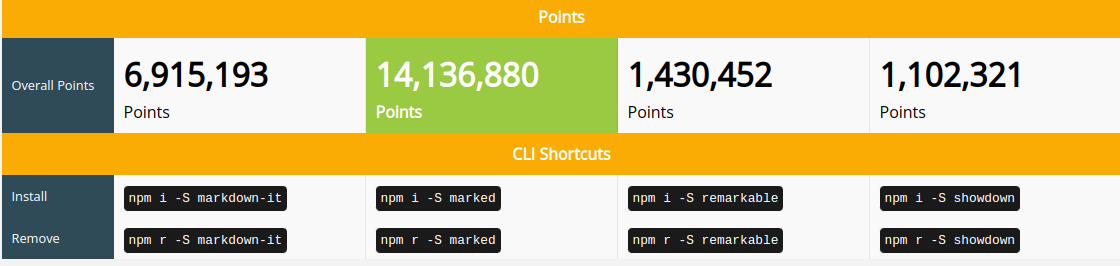 Points
Overall Points
6,915,193
14,136,880
1,430,452
1,102,321
Points
Points
Points
Points
CLI Shortcuts
Install
npm i -S markdown-it
npm i -S marked
npm i -S remarkable
npm i -S showdown
Remove
npm r -S markdown-it
npm r -S marked
npm r -S remarkable
npm r -S showdown